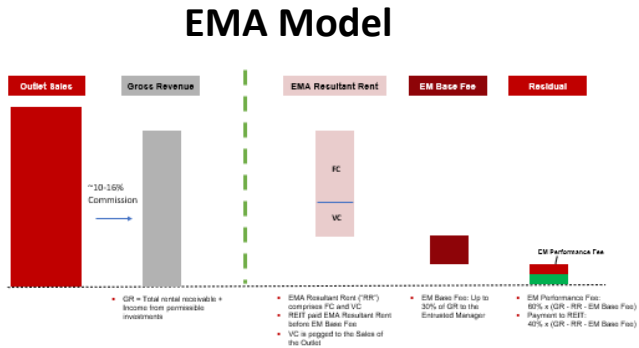 EMA Model
Outlet Sales
Gross Revenue
EMA Resultant Rent
EM Base Fee
Residual
~10-16%
Commission
FC
VC
EM Performance Fee
• GR = Total rental receivable +
Income from permissible
investments
• EMA Resultant Rent ("RR")
comprises FC and VC
• REIT paid EMA Resultant Rent
before EM Base Fee
• VC is pegged to the Sales of
the Outlet
• EM Base Fee: Up to
30% of GR to the
Entrusted Manager
• EM Performance Fee:
60% x (GR - RR - EM Base Fee)
• Payment to REIT:
40% x (GR - RR - EM Base Fee)